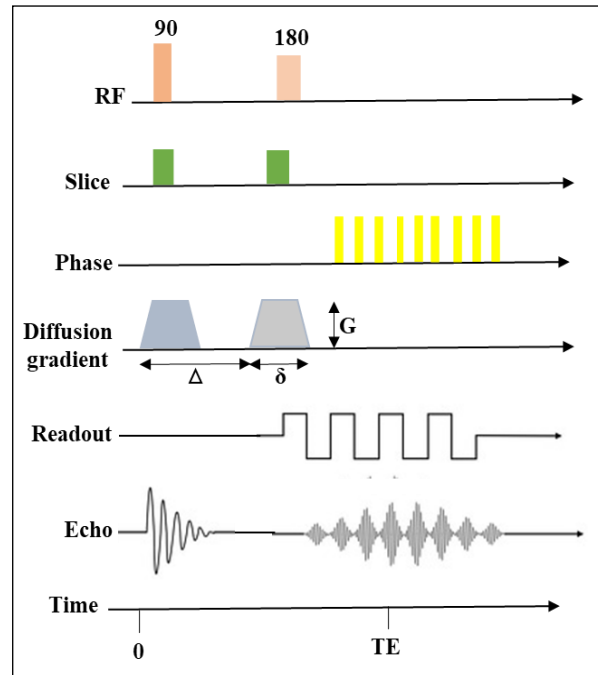 90 180
RF
Slice
Phase
Diffusion
gradient
G
Δ δ
Readout
Echo
Time
0 TE